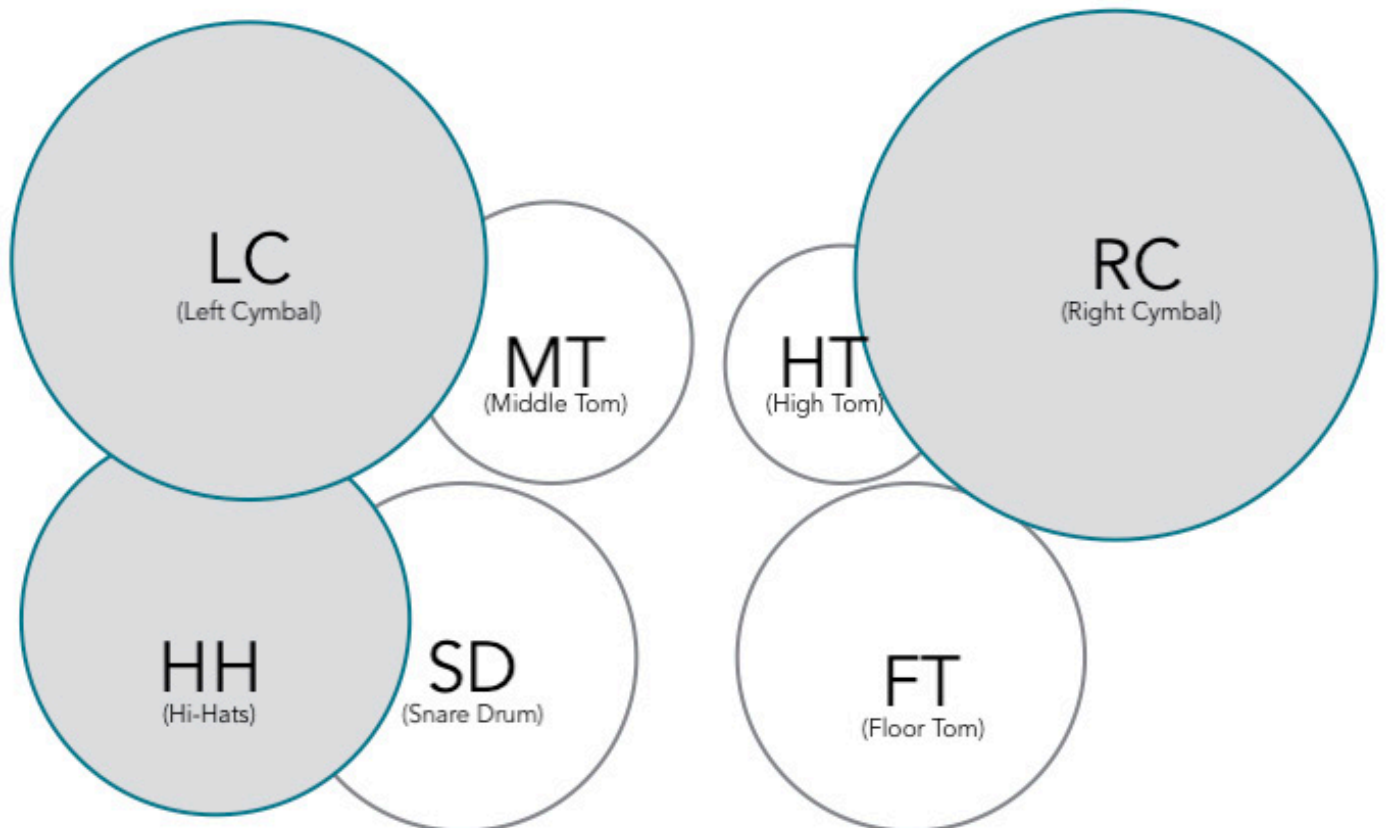 LC
(Left Cymbal)
RC
(Right Cymbal)
MT
(Middle Tom)
HT
(High Tom)
HH
(Hi-Hats)
SD
(Snare Drum)
FT
(Floor Tom)